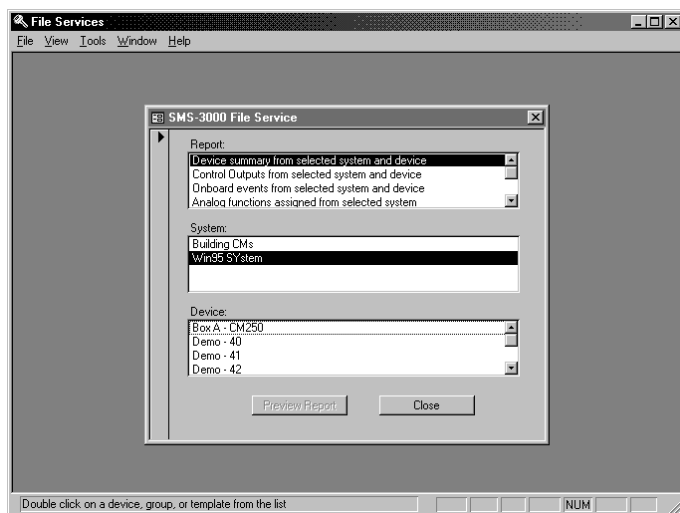 File Services
File View Tools Window Help
SMS-3000 File Service
Report:
Device summary from selected system and device
Control Outputs from selected system and device
Onboard events from selected system and device
Analog functions assigned from selected system
System:
Building CMs
Win95 SYstem
Device:
Box A - CM250
Demo - 40
Demo - 41
Demo - 42
Preview Report Close
Double click on a device, group, or template from the list NUM